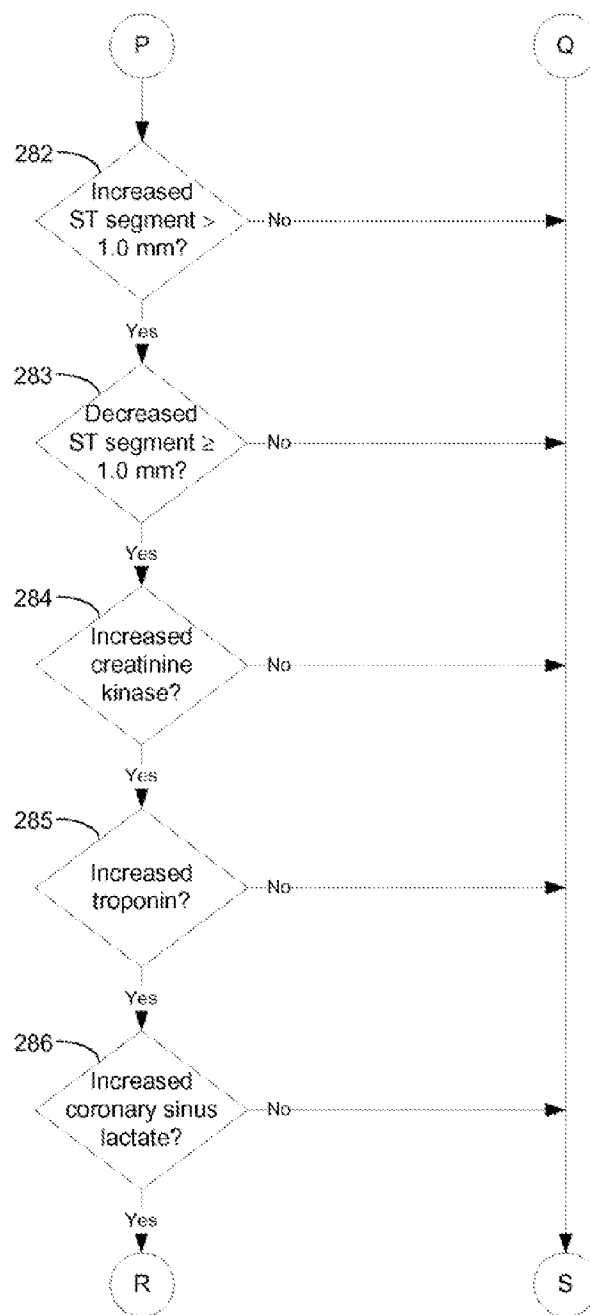 P
Q
282
Increased
ST segment >
1.0 mm?
No
Yes
283
Decreased
ST segment ≥
1.0 mm?
No
Yes
284
Increased
creatinine
kinase?
No
Yes
285
Increased
troponin?
No
Yes
286
Increased
coronary sinus
lactate?
No
Yes
R
S